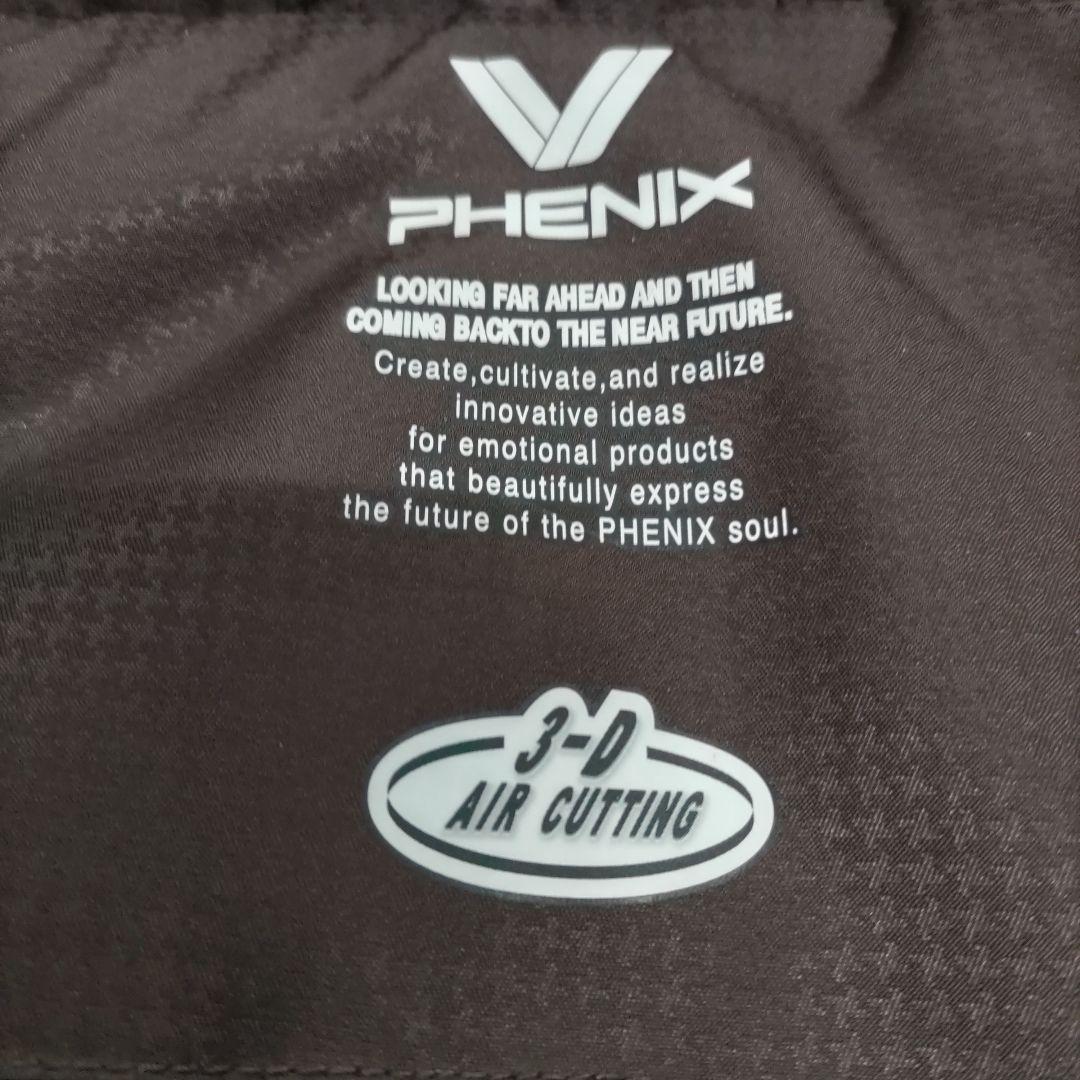 PHENIX
LOOKING FAR AHEAD AND THEN
COMING BACKTO THE NEAR FUTURE.
Create,cultivate,and realize
innovative ideas
for emotional products
that beautifully express
the future of the PHENIX soul.
3-D
AIR CUTTING